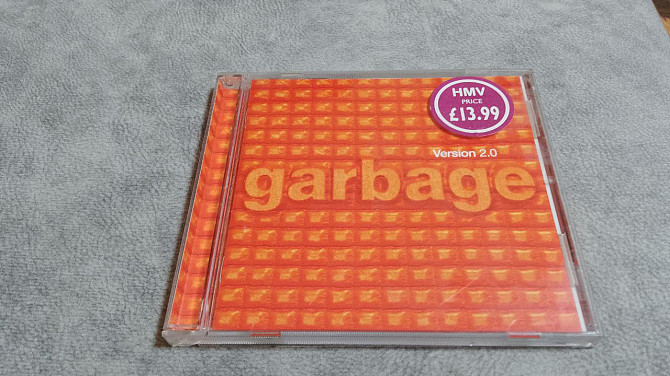 HMV
PRICE
£13.99
Version 2.0
garbage